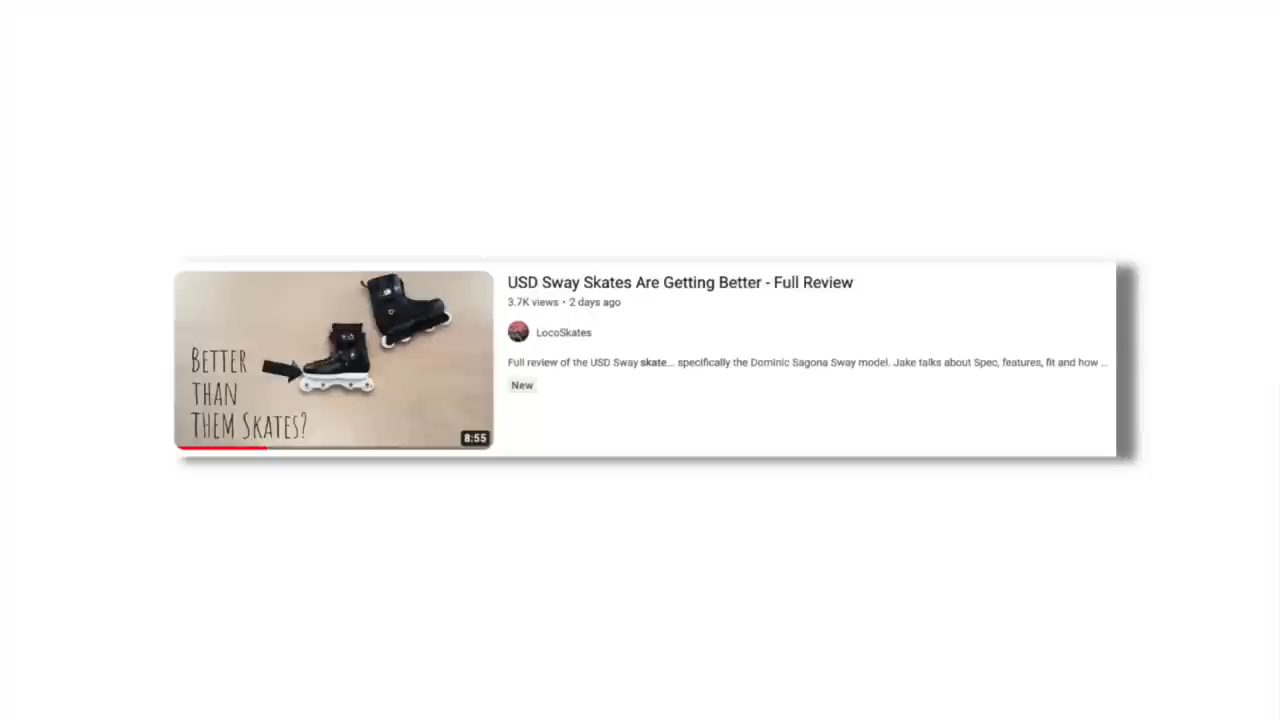 BETTER
THAN
THEM SKATES?
8:55
USD Sway Skates Are Getting Better - Full Review
3.7K views • 2 days ago
LocoSkates
Full review of the USD Sway skate... specifically the Dominic Sagona Sway model. Jake talks about Spec, features, fit and how ...
New